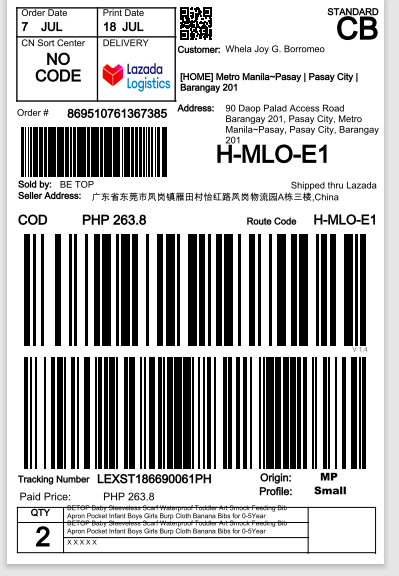 Order Date
7 JUL
Print Date
18 JUL
STANDARD
CB
CN Sort Center
NO
CODE
DELIVERY
Lazada
Logistics
Customer: Whela Joy G. Borromeo
[HOME] Metro Manila~Pasay | Pasay City |
Barangay 201
Order # 869510761367385
Address: 90 Daop Palad Access Road
Barangay 201, Pasay City, Metro
Manila~Pasay, Pasay City, Barangay
201
H-MLO-E1
Sold by: BE TOP
Shipped thru Lazada
Seller Address: 广东省东莞市凤岗镇雁田村怡红路凤岗物流园A栋三楼,China
COD PHP 263.8
Route Code H-MLO-E1
V 1.4
Tracking Number LEXST186690061PH
Origin: MP
Paid Price: PHP 263.8
Profile: Small
QTY
2
BETOP Baby Sleeveless Scarf Waterproof Toddler Art Smock Feeding Bib
Apron Pocket Infant Boys Girls Burp Cloth Banana Bibs for 0-5Year
BETOP Baby Sleeveless Scarf Waterproof Toddler Art Smock Feeding Bib
Apron Pocket Infant Boys Girls Burp Cloth Banana Bibs for 0-5Year
X X X X X